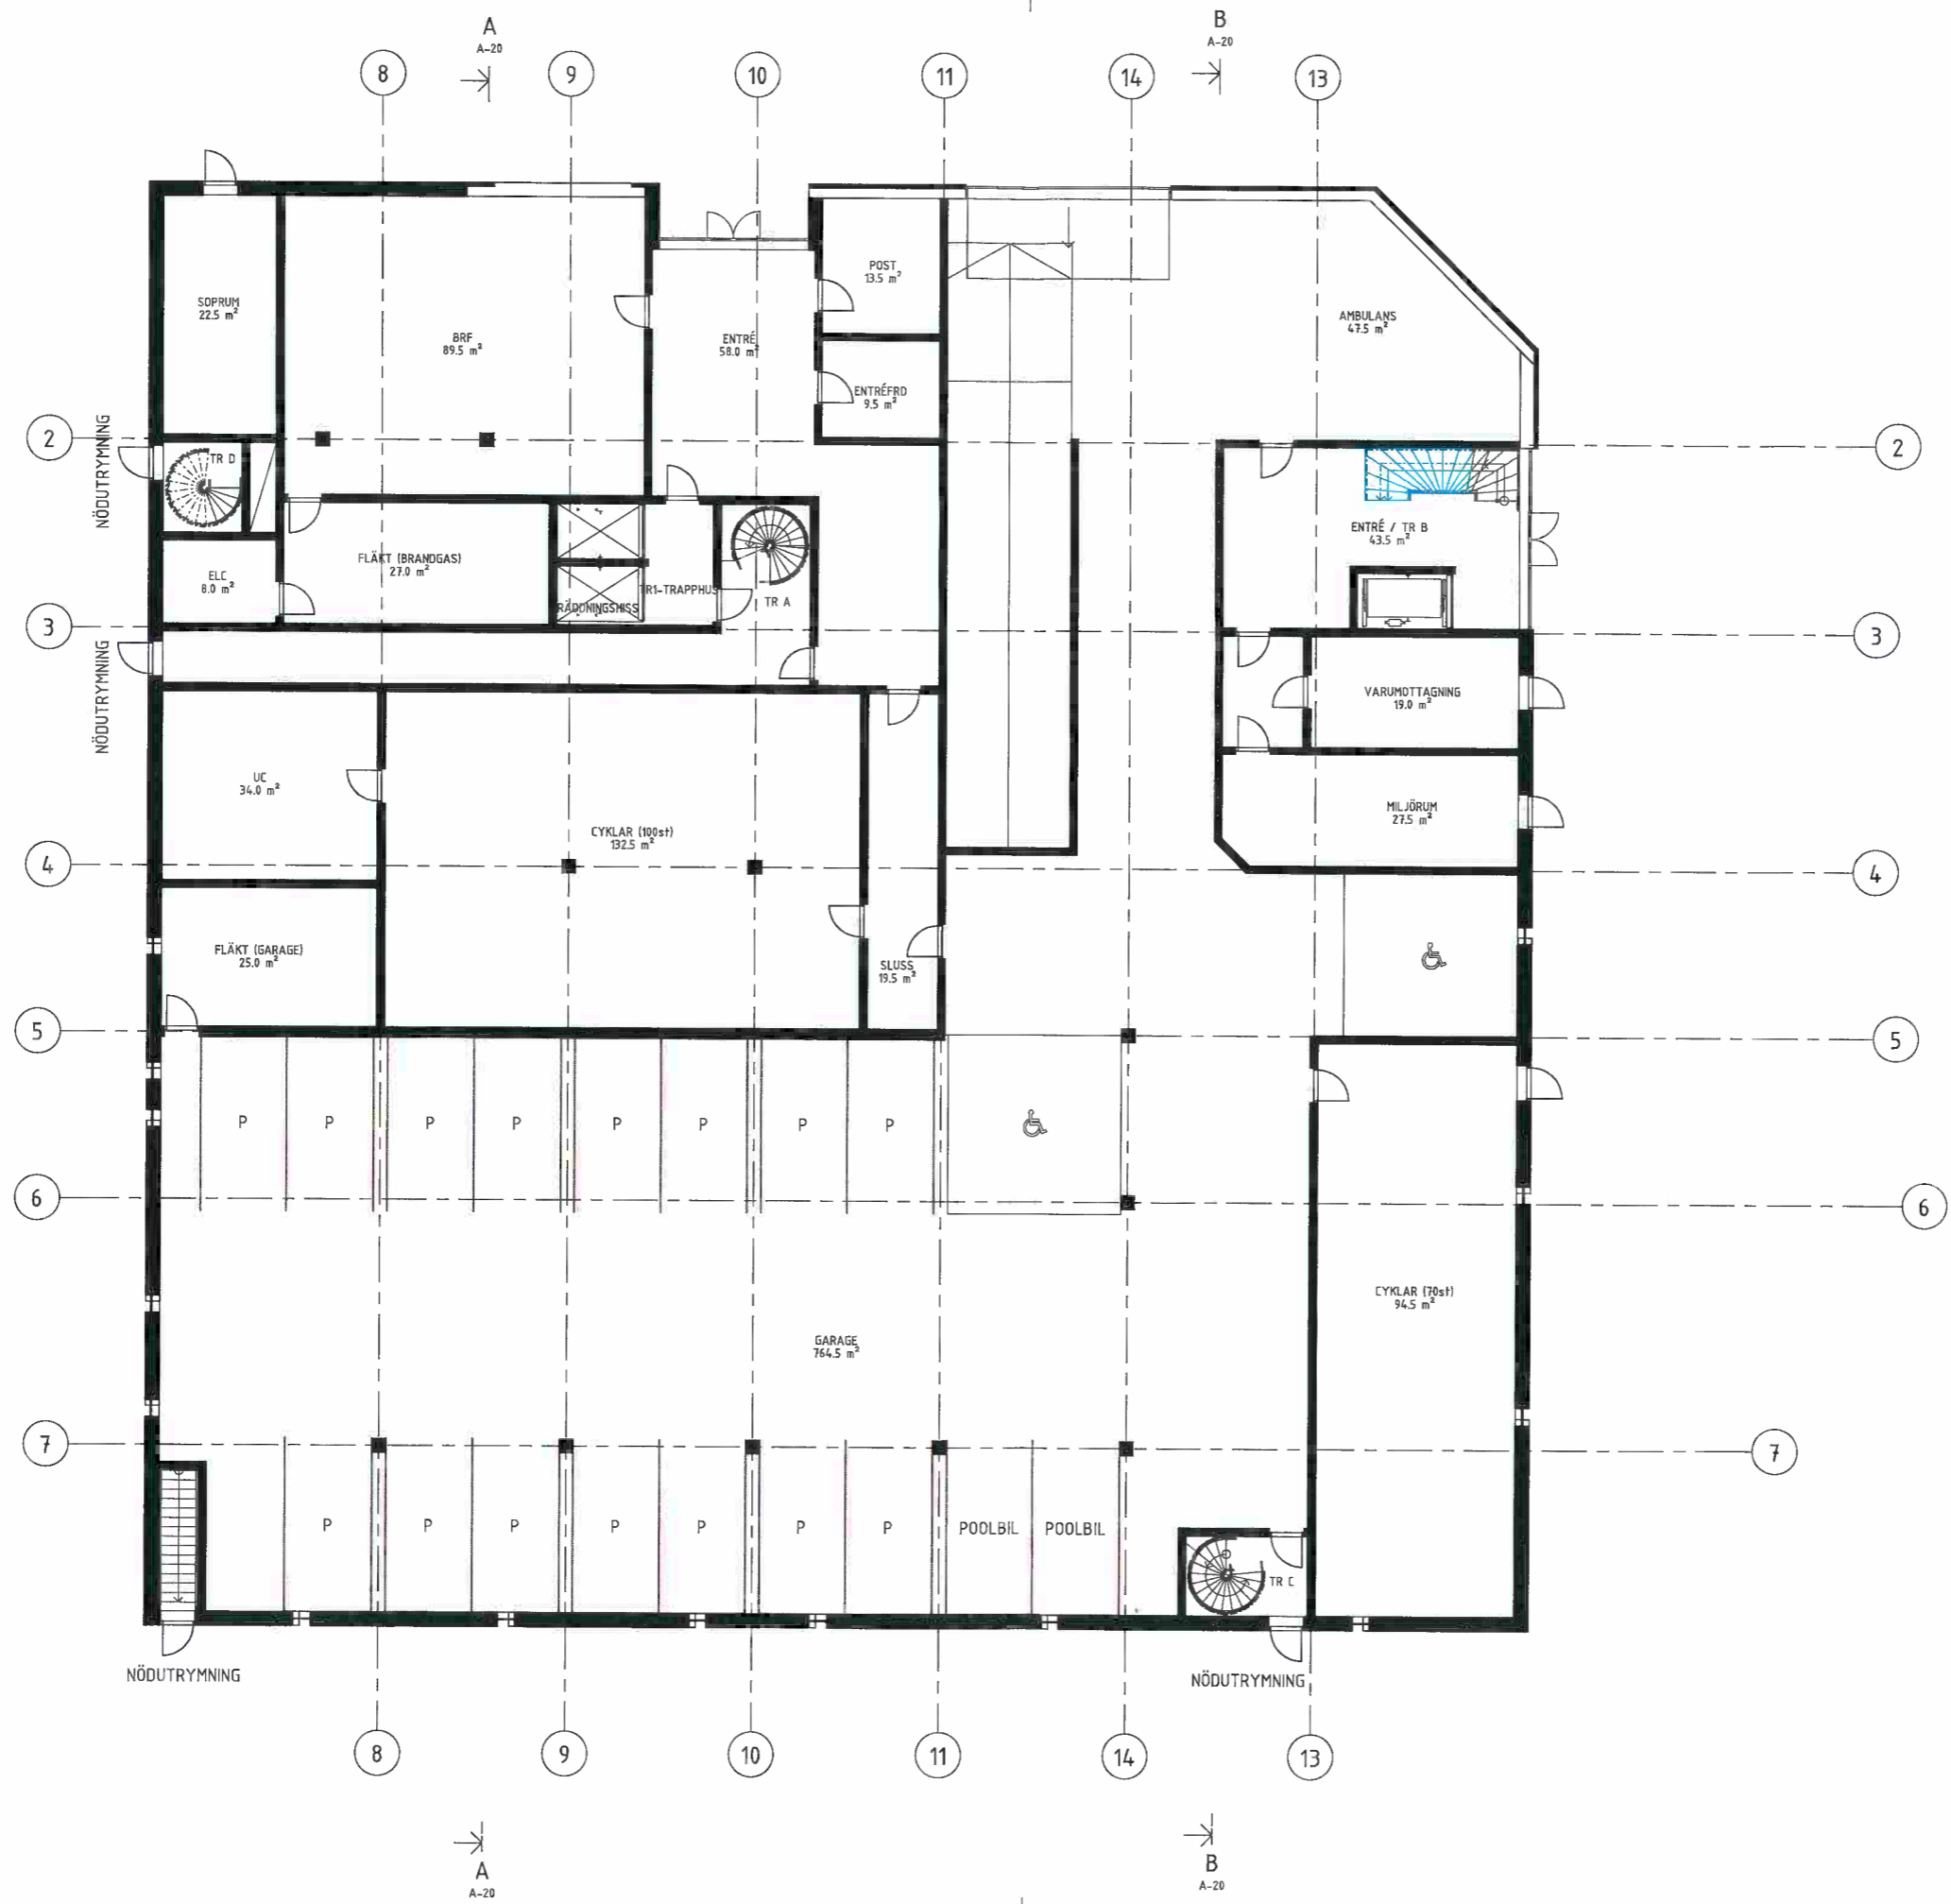 A
A-20
B
A-20
8
9
10
11
14
13
SOPRUM
22.5 m²
BRF
89.5 m²
ENTRÉ
58.0 m²
POST
13.5 m²
ENTRÉFRD
9.5 m²
AMBULANS
47.5 m²
2
NÖDUTRYMNING
TR D
2
ELC
8.0 m²
FLÄKT (BRANDGAS)
27.0 m²
RÄDDNINGSHISS
TR1-TRAPPHUS
TR A
ENTRÉ / TR B
43.5 m²
3
3
NÖDUTRYMNING
VARUMOTTAGNING
19.0 m²
UC
34.0 m²
CYKLAR (100st)
132.5 m²
MILJÖRUM
27.5 m²
4
4
FLÄKT (GARAGE)
25.0 m²
SLUSS
19.5 m²
5
5
P P P P P P P P
6
6
CYKLAR (70st)
94.5 m²
GARAGE
764.5 m²
7
7
P P P P P P P POOLBIL POOLBIL
TR C
NÖDUTRYMNING
NÖDUTRYMNING
8
9
10
11
14
13
A
A-20
B
A-20